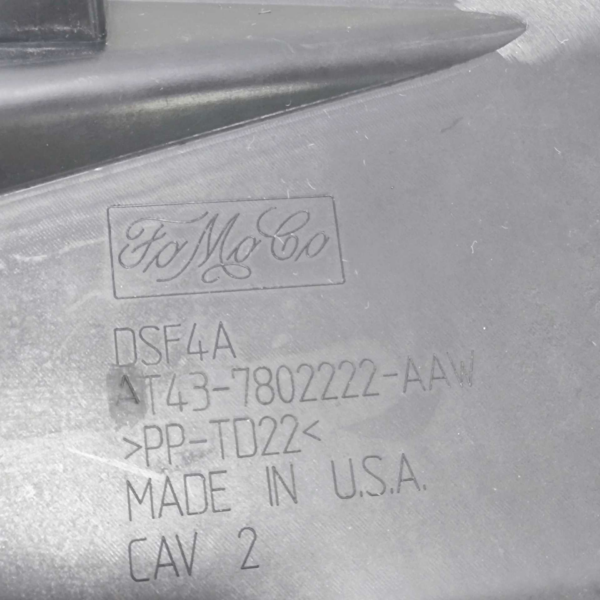 FoMoCo
DSF4A
AT43-7802222-AAW
>PP-TD22<
MADE IN U.S.A.
CAV 2